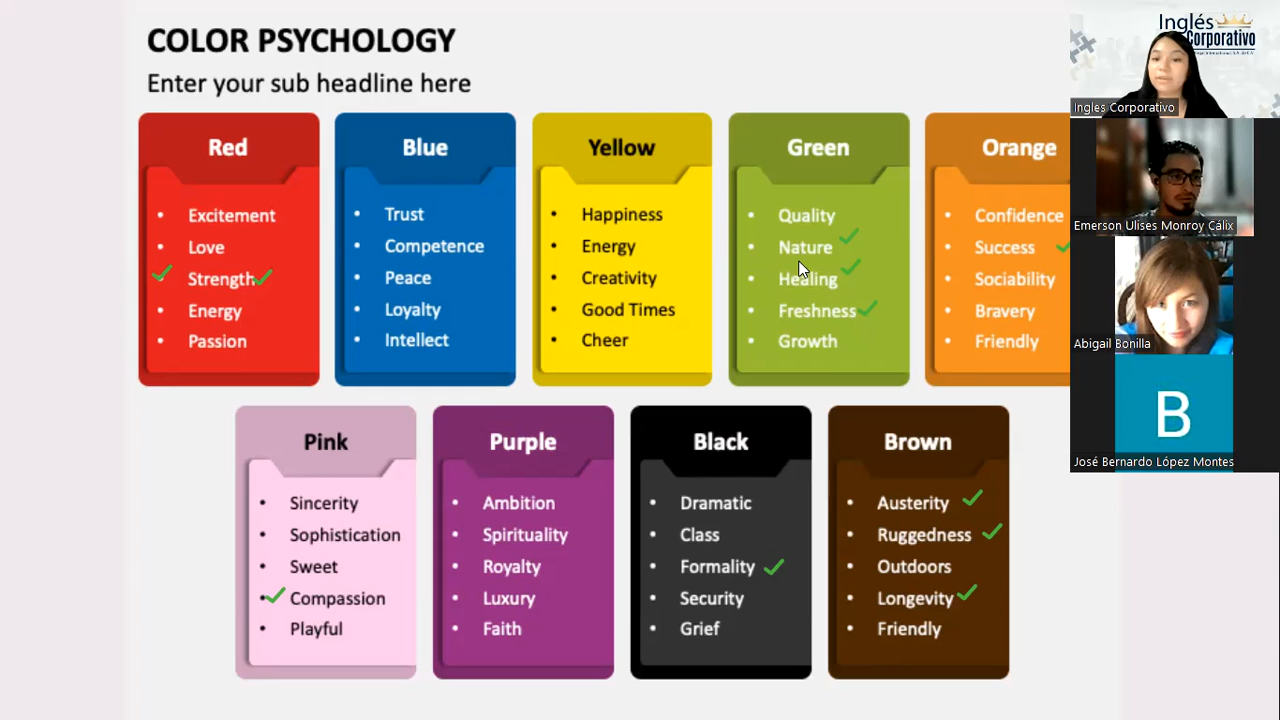 COLOR PSYCHOLOGY
Enter your sub headline here
Red
• Excitement
• Love
• Strength
• Energy
• Passion
Blue
• Trust
• Competence
• Peace
• Loyalty
• Intellect
Yellow
• Happiness
• Energy
• Creativity
• Good Times
• Cheer
Green
• Quality
• Nature
• Healing
• Freshness
• Growth
Orange
• Confidence
• Success
• Sociability
• Bravery
• Friendly
Pink
• Sincerity
• Sophistication
• Sweet
• Compassion
• Playful
Purple
• Ambition
• Spirituality
• Royalty
• Luxury
• Faith
Black
• Dramatic
• Class
• Formality
• Security
• Grief
Brown
• Austerity
• Ruggedness
• Outdoors
• Longevity
• Friendly
Inglés
Corporativo
Ingles Corporativo
Emerson Ulises Monroy Cálix
Abigail Bonilla
B
José Bernardo López Montes